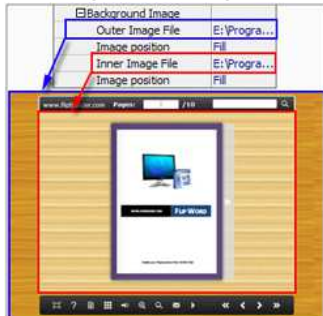 Background Image
Outer Image File E:\Progra...
Image position Fill
Inner Image File E:\Progra...
Image position Fill
Pages: /10
FLIP WORD